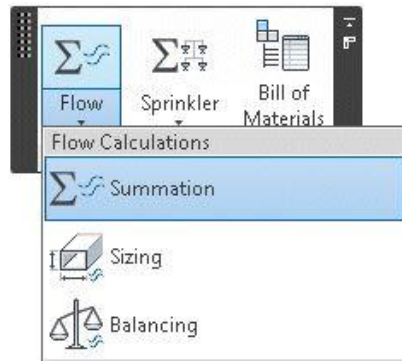 Flow
Sprinkler
Bill of
Materials
Flow Calculations
Summation
Sizing
Balancing